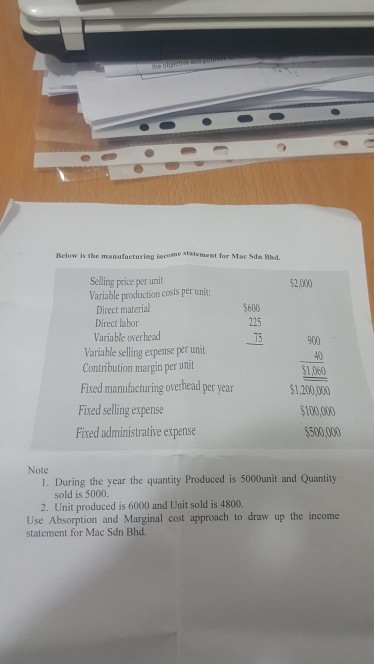 the objective and
Below is the manufacturing income statement for Mac Sdn Bhd.
Selling price per unit $2,000
Variable production costs per unit:
Direct material $600
Direct labor 225
Variable overhead 75 900
Variable selling expense per unit 40
Contribution margin per unit $1,060
Fixed manufacturing overhead per year $1,200,000
Fixed selling expense $100,000
Fixed administrative expense $500,000
Note
1. During the year the quantity Produced is 5000unit and Quantity
sold is 5000.
2. Unit produced is 6000 and Unit sold is 4800.
Use Absorption and Marginal cost approach to draw up the income
statement for Mac Sdn Bhd.